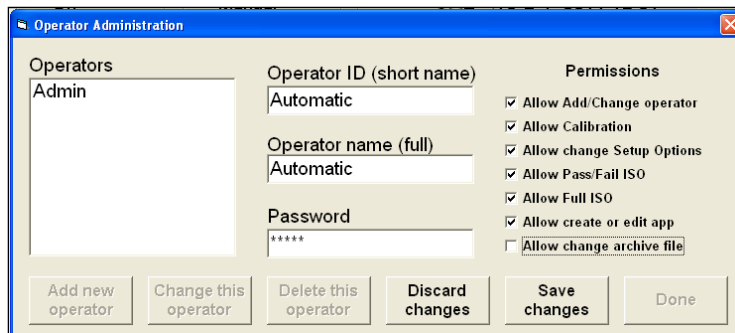 Operator Administration
Operators
Admin
Operator ID (short name)
Automatic
Operator name (full)
Automatic
Password
*****
Permissions
Allow Add/Change operator
Allow Calibration
Allow change Setup Options
Allow Pass/Fail ISO
Allow Full ISO
Allow create or edit app
Allow change archive file
Add new
operator
Change this
operator
Delete this
operator
Discard
changes
Save
changes
Done